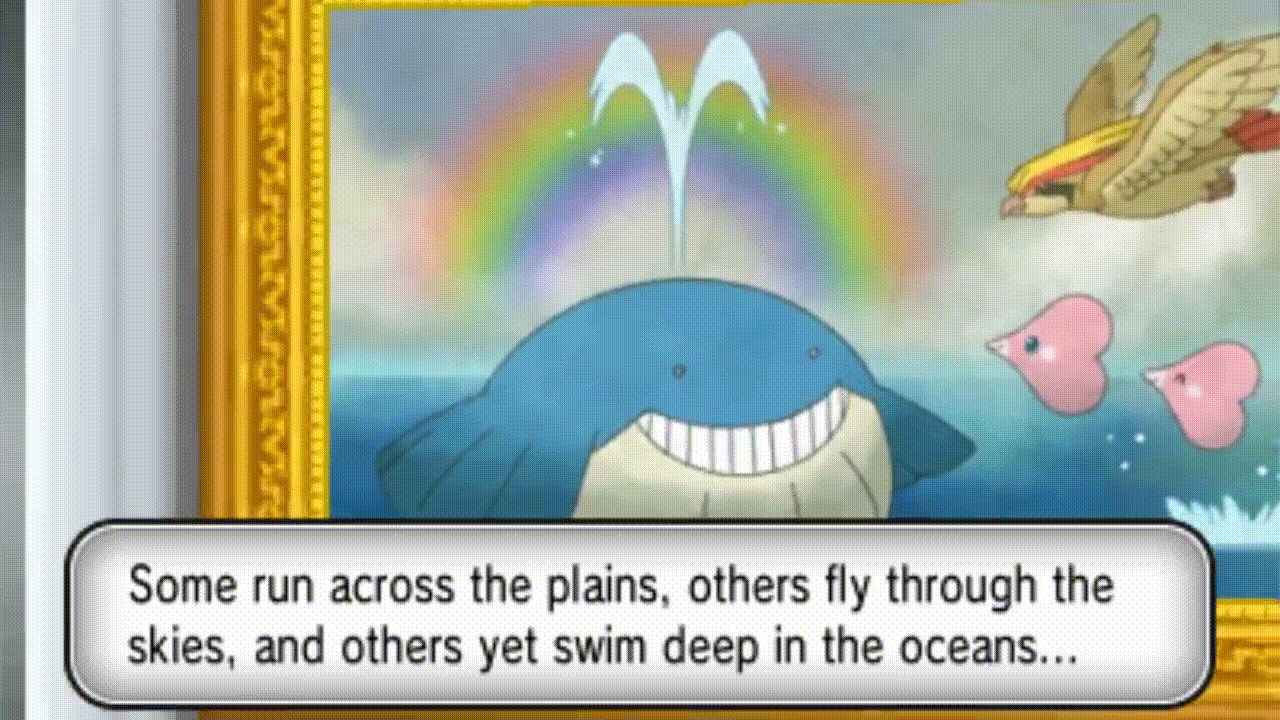 Some run across the plains, others fly through the
skies, and others yet swim deep in the oceans...